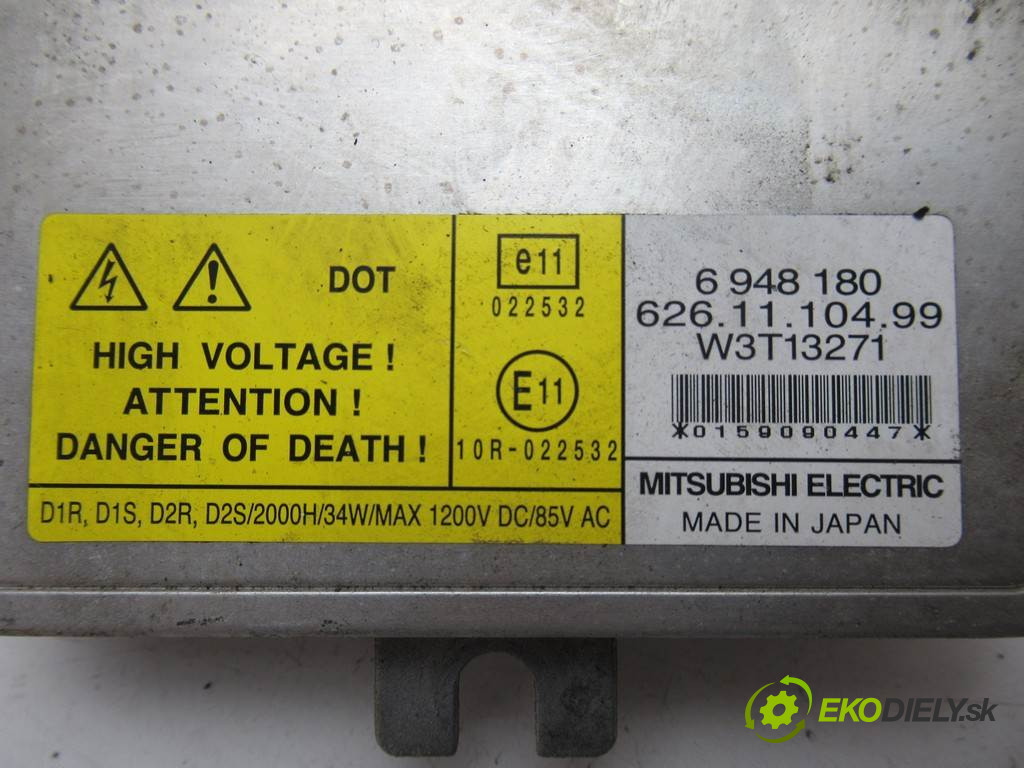 DOT
HIGH VOLTAGE !
ATTENTION !
DANGER OF DEATH !
e11
022532
E11
10R-022532
D1R, D1S, D2R, D2S/2000H/34W/MAX 1200V DC/85V AC
6 948 180
626.11.104.99
W3T13271
*0159090447*
MITSUBISHI ELECTRIC
MADE IN JAPAN
EKODIELY.sk